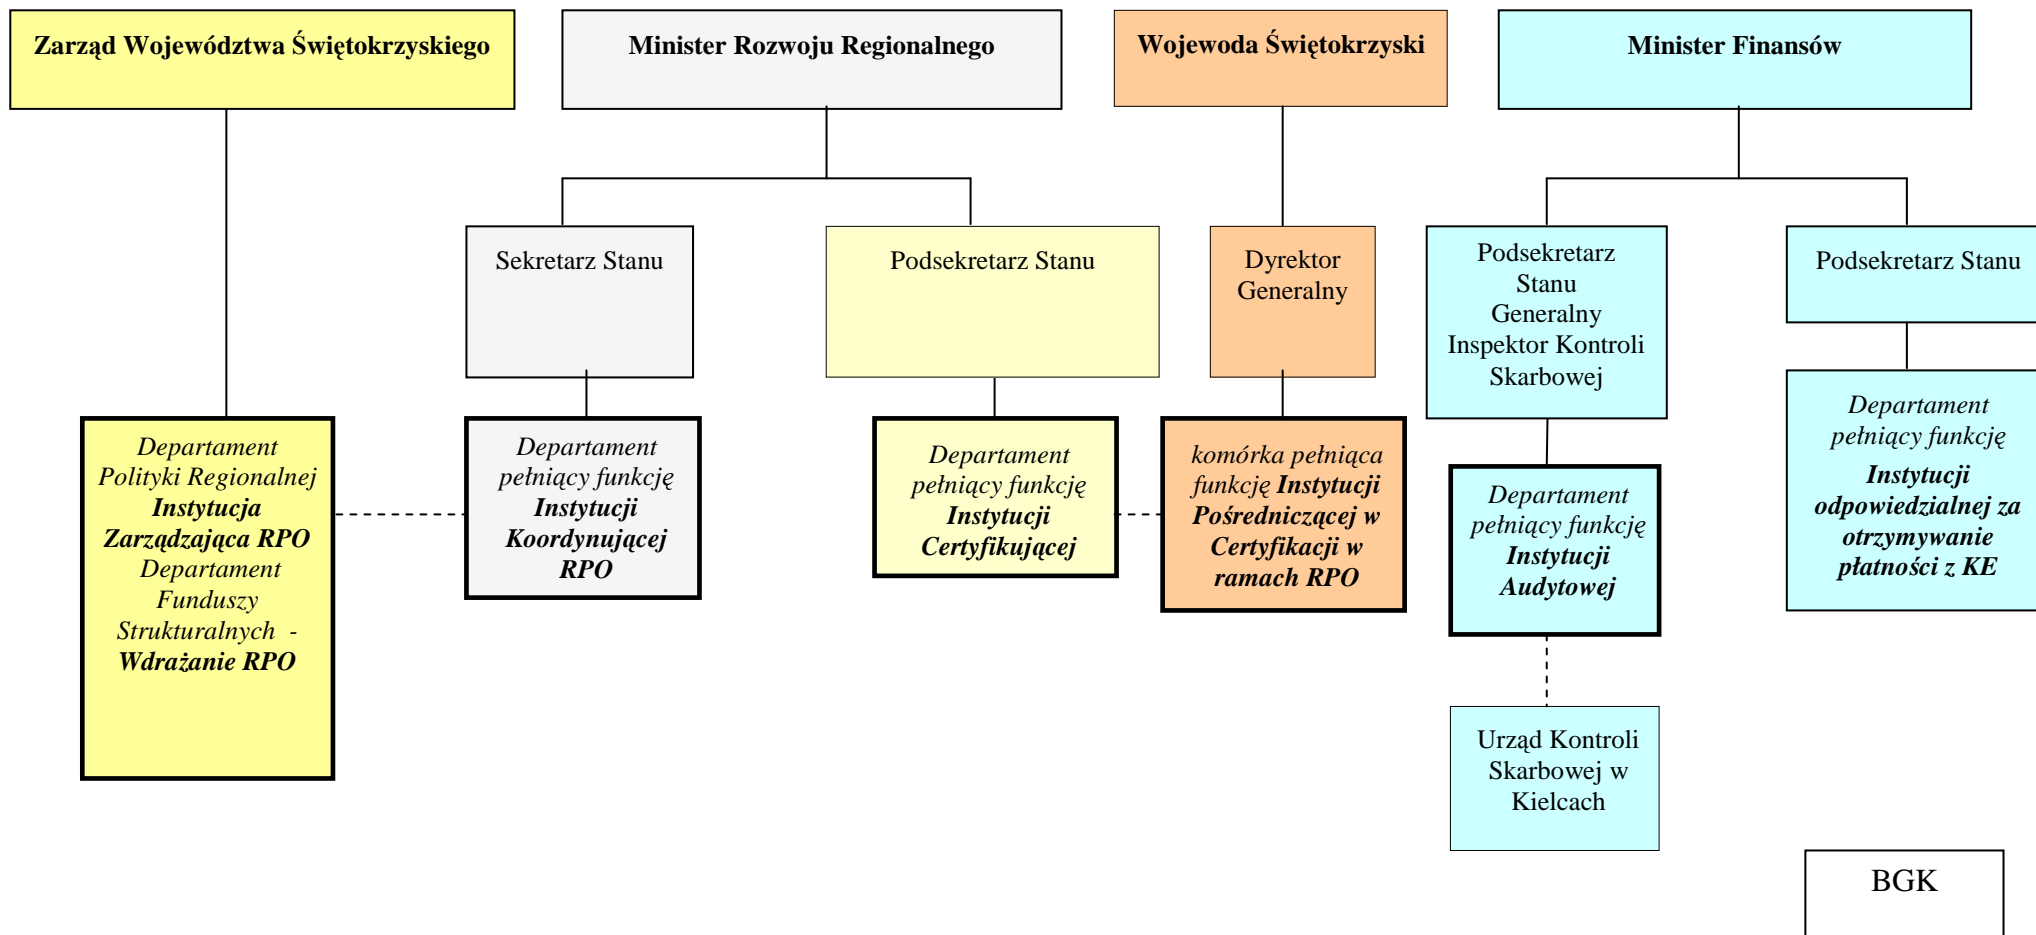 Zarząd Województwa Świętokrzyskiego
Minister Rozwoju Regionalnego
Wojewoda Świętokrzyski
Minister Finansów
Sekretarz Stanu
Podsekretarz Stanu
Dyrektor
Generalny
Podsekretarz
Stanu
Generalny
Inspektor Kontroli
Skarbowej
Podsekretarz Stanu
Departament
Polityki Regionalnej
Instytucja
Zarządzająca RPO
Departament
Funduszy
Strukturalnych -
Wdrażanie RPO
Departament
pełniący funkcję
Instytucji
Koordynującej
RPO
Departament
pełniący funkcję
Instytucji
Certyfikującej
komórka pełniąca
funkcję Instytucji
Pośredniczącej w
Certyfikacji w
ramach RPO
Departament
pełniący funkcję
Instytucji
Audytowej
Departament
pełniący funkcję
Instytucji
odpowiedzialnej za
otrzymywanie
płatności z KE
Urząd Kontroli
Skarbowej w
Kielcach
BGK